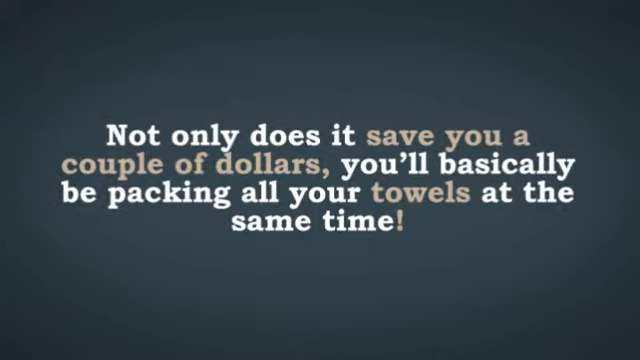 Not only does it save you a
couple of dollars, you'll basically
be packing all your towels at the
same time!